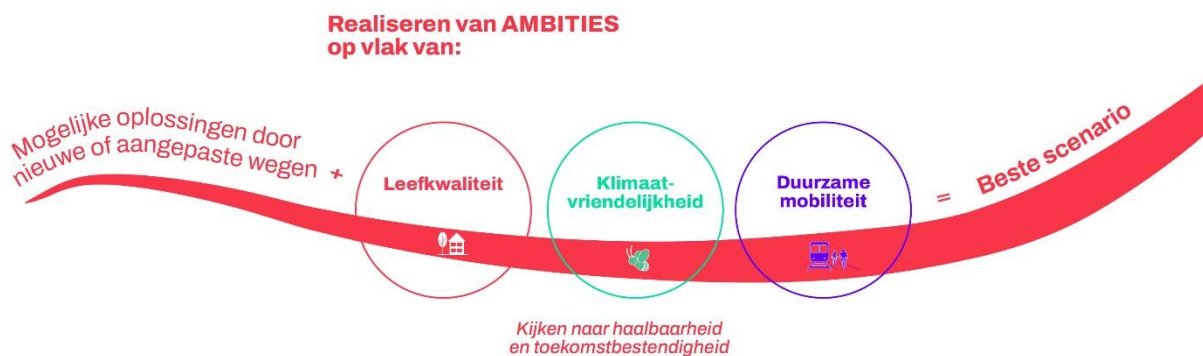 Realiseren van AMBITIES
op vlak van:
Mogelijke oplossingen door
nieuwe of aangepaste wegen +
Leefkwaliteit
Klimaat-
vriendelijkheid
Duurzame
mobiliteit
= Beste scenario
Kijken naar haalbaarheid
en toekomstbestendigheid